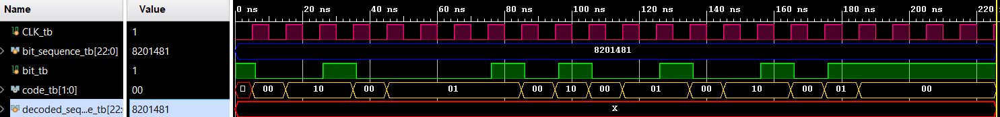 Name Value 0 ns 20 ns 40 ns 60 ns 80 ns 100 ns 120 ns 140 ns 160 ns 180 ns 200 ns 220
CLK_tb 1
bit_sequence_tb[22:0] 8201481 8201481
bit_tb 1
code_tb[1:0] 00 00 10 00 01 00 10 00 01 00 10 00 01 00
decoded_seq...e_tb[22: 8201481 X